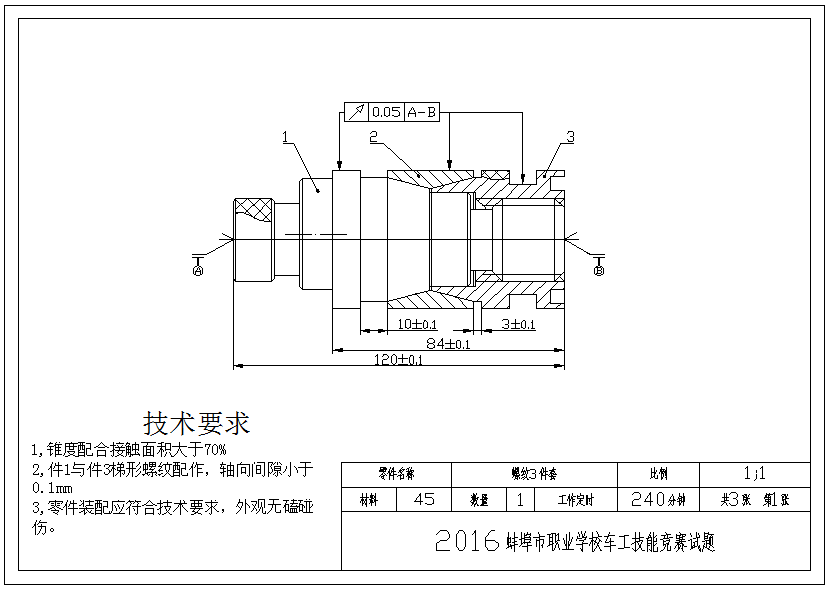 0.05 A-B
1 2 3
A B
10±0.1 3±0.1
84±0.1
120±0.1
技术要求
1,锥度配合接触面积大于70%
2,件1与件3梯形螺纹配作，轴向间隙小于
0.1mm
3,零件装配应符合技术要求，外观无磕碰
伤。
零件名称 螺纹3件套 比例 1;1
材料 45 数量 1 工作定时 240分钟 共3张 第1张
2016蚌埠市职业学校车工技能竞赛试题